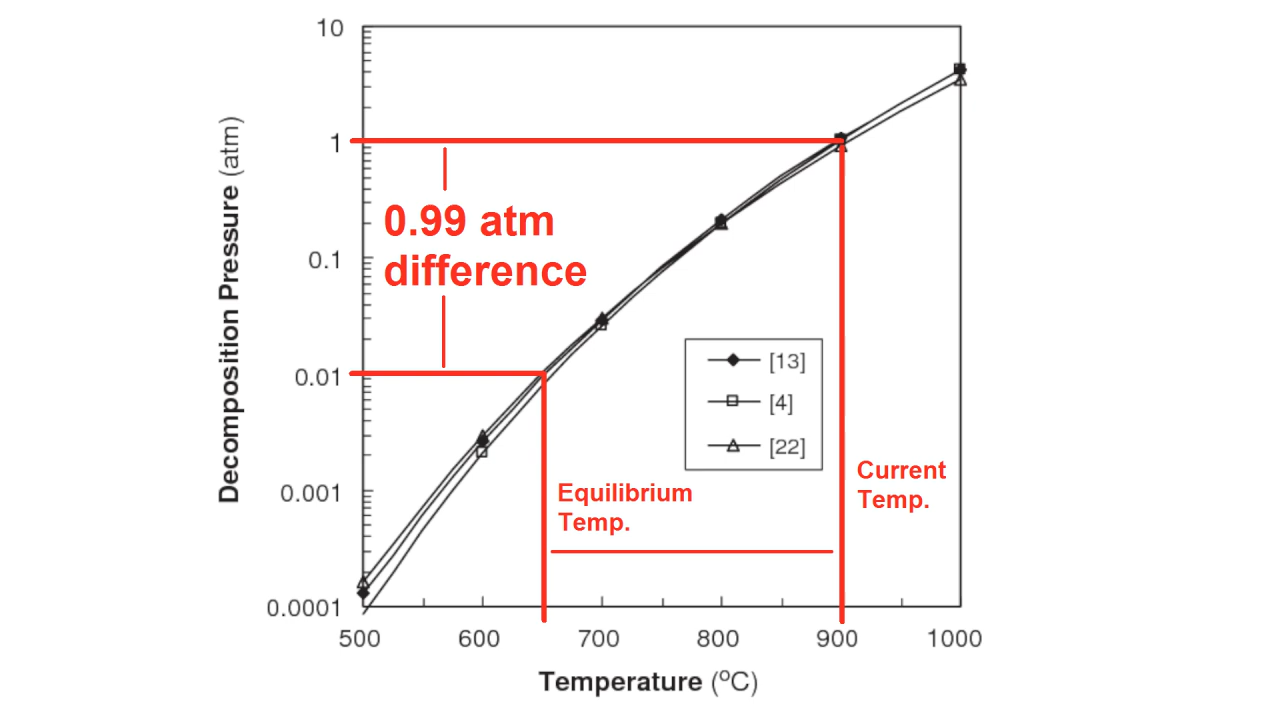 10
1
0.1
0.01
0.001
0.0001
Decomposition Pressure (atm)
0.99 atm
difference
[13]
[4]
[22]
Equilibrium
Temp.
Current
Temp.
500 600 700 800 900 1000
Temperature (ºC)